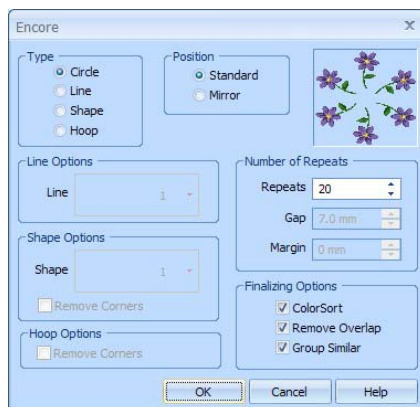 Encore
Type
Circle
Line
Shape
Hoop
Position
Standard
Mirror
Line Options
Line 1
Shape Options
Shape 1
Remove Corners
Hoop Options
Remove Corners
Number of Repeats
Repeats 20
Gap 7.0 mm
Margin 0 mm
Finalizing Options
ColorSort
Remove Overlap
Group Similar
OK Cancel Help